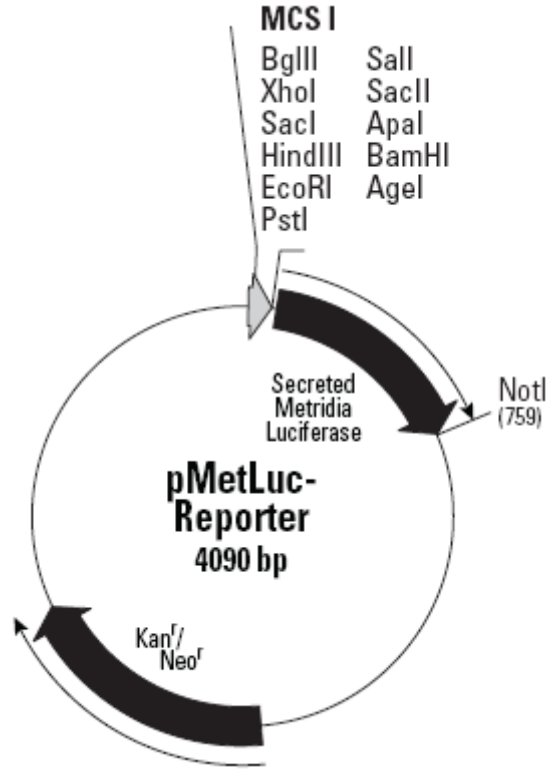 MCS I
BglII SalI
XhoI SacII
SacI ApaI
HindIII BamHI
EcoRI AgeI
PstI
Secreted
Metridia
Luciferase
NotI
(759)
pMetLuc-
Reporter
4090 bp
Kanʳ/
Neoʳ